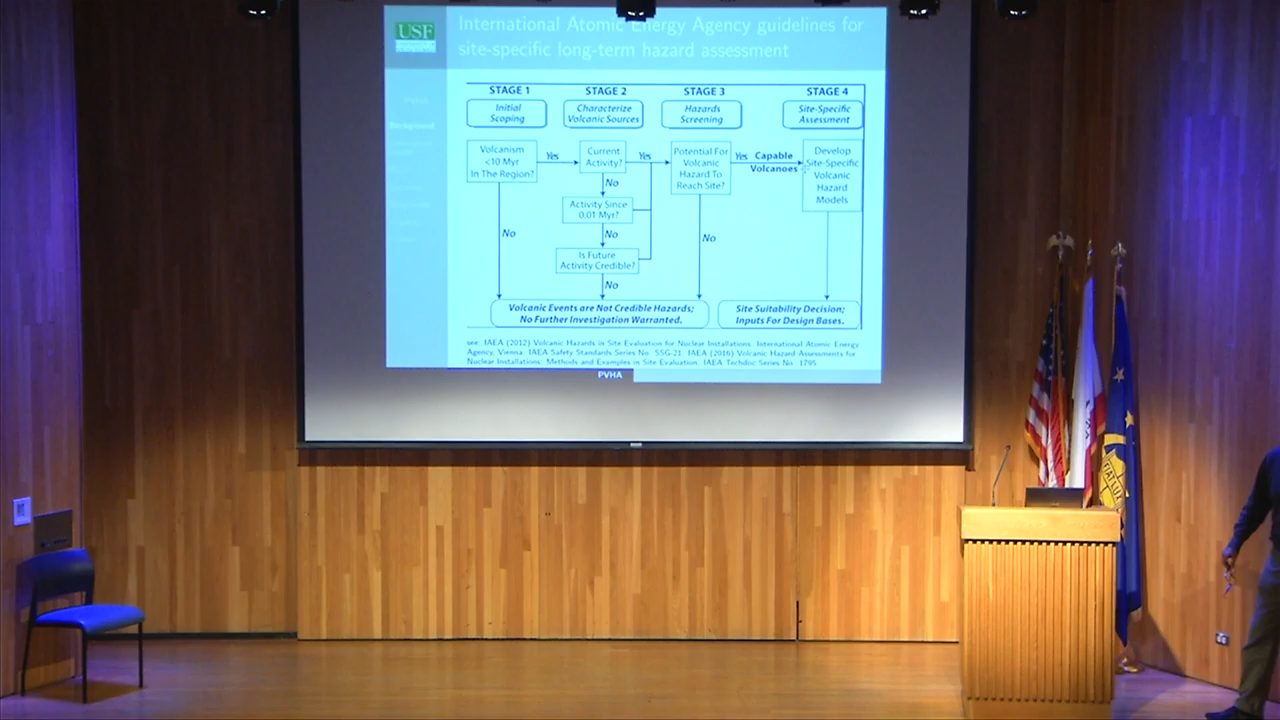 USF
International Atomic Energy Agency guidelines for
site-specific long-term hazard assessment
PVHA
Background
STAGE 1
STAGE 2
STAGE 3
STAGE 4
Initial
Scoping
Characterize
Volcanic Sources
Hazards
Screening
Site-Specific
Assessment
Volcanism
<10 Myr
In The Region?
Yes
Current
Activity?
Yes
Potential For
Volcanic
Hazard To
Reach Site?
Yes
Capable
Volcanoes
Develop
Site-Specific
Volcanic
Hazard
Models
No
Activity Since
0.01 Myr?
No
No
No
Is Future
Activity Credible?
No
Volcanic Events are Not Credible Hazards;
No Further Investigation Warranted.
Site Suitability Decision;
Inputs For Design Bases.
see: IAEA (2012) Volcanic Hazards in Site Evaluation for Nuclear Installations. International Atomic Energy
Agency, Vienna. IAEA Safety Standards Series No. SSG-21. IAEA (2016) Volcanic Hazard Assessments for
Nuclear Installations: Methods and Examples in Site Evaluation. IAEA Techdoc Series No. 1795.
PVHA